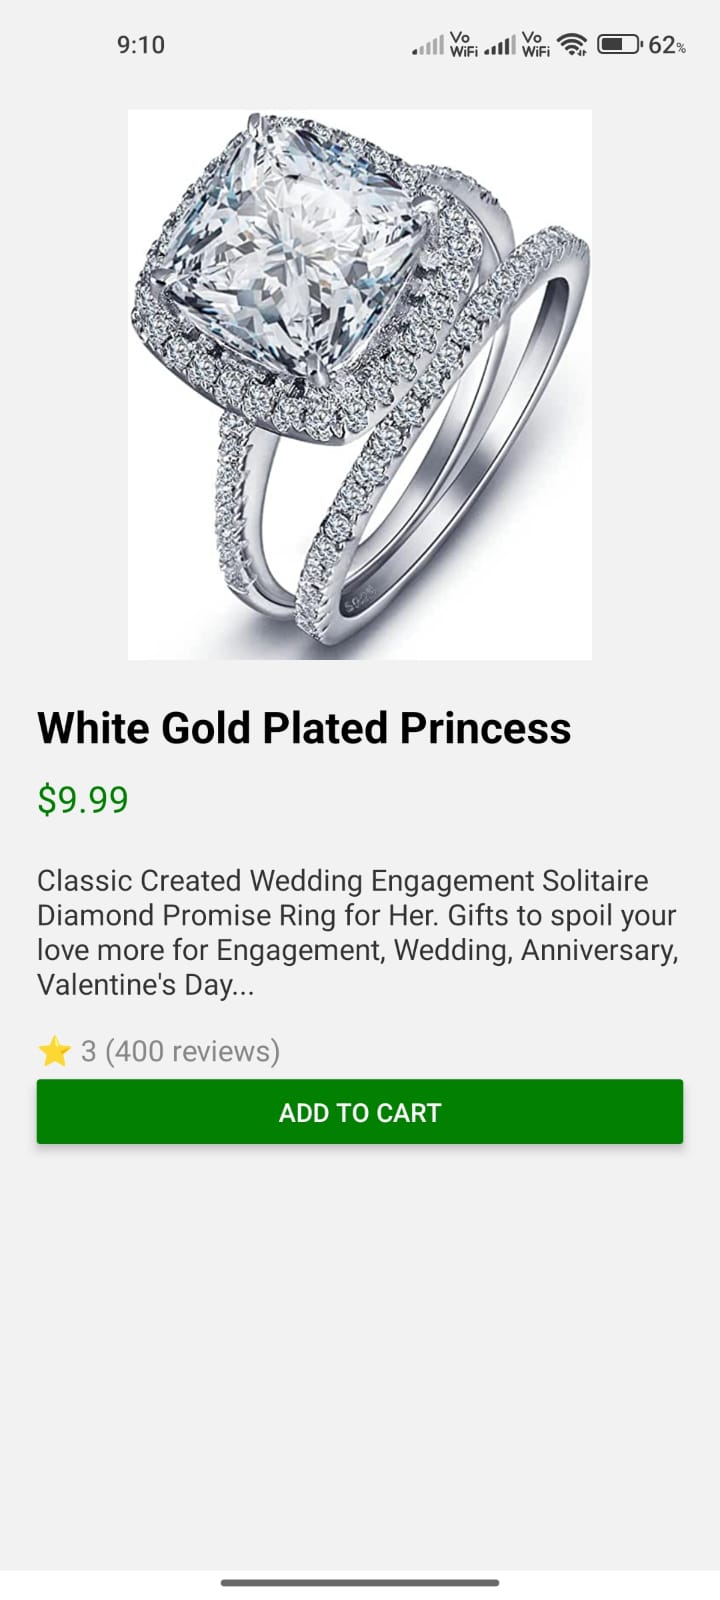 9:10
Vo
WiFi
Vo
WiFi
62%
White Gold Plated Princess
$9.99
Classic Created Wedding Engagement Solitaire
Diamond Promise Ring for Her. Gifts to spoil your
love more for Engagement, Wedding, Anniversary,
Valentine's Day...
3 (400 reviews)
ADD TO CART